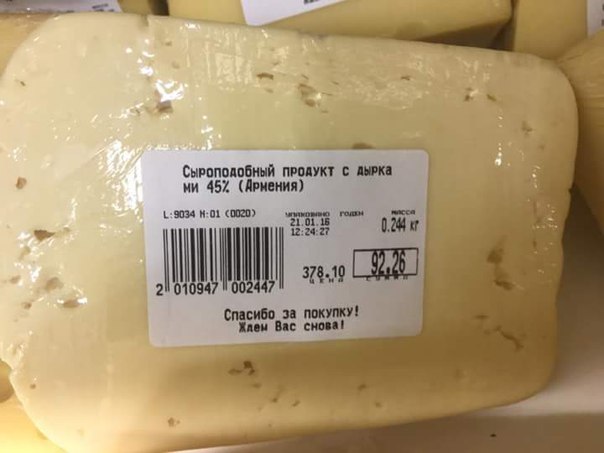 Сыроподобный продукт с дырка
ми 45% (Армения)
L:9034 М:01 (0020)
упаковано годен масса
21.01.16 0.244 кг
12:24:27
378.10 92.26
цена сумма
2 010947 002447
Спасибо за покупку!
Ждем Вас снова!